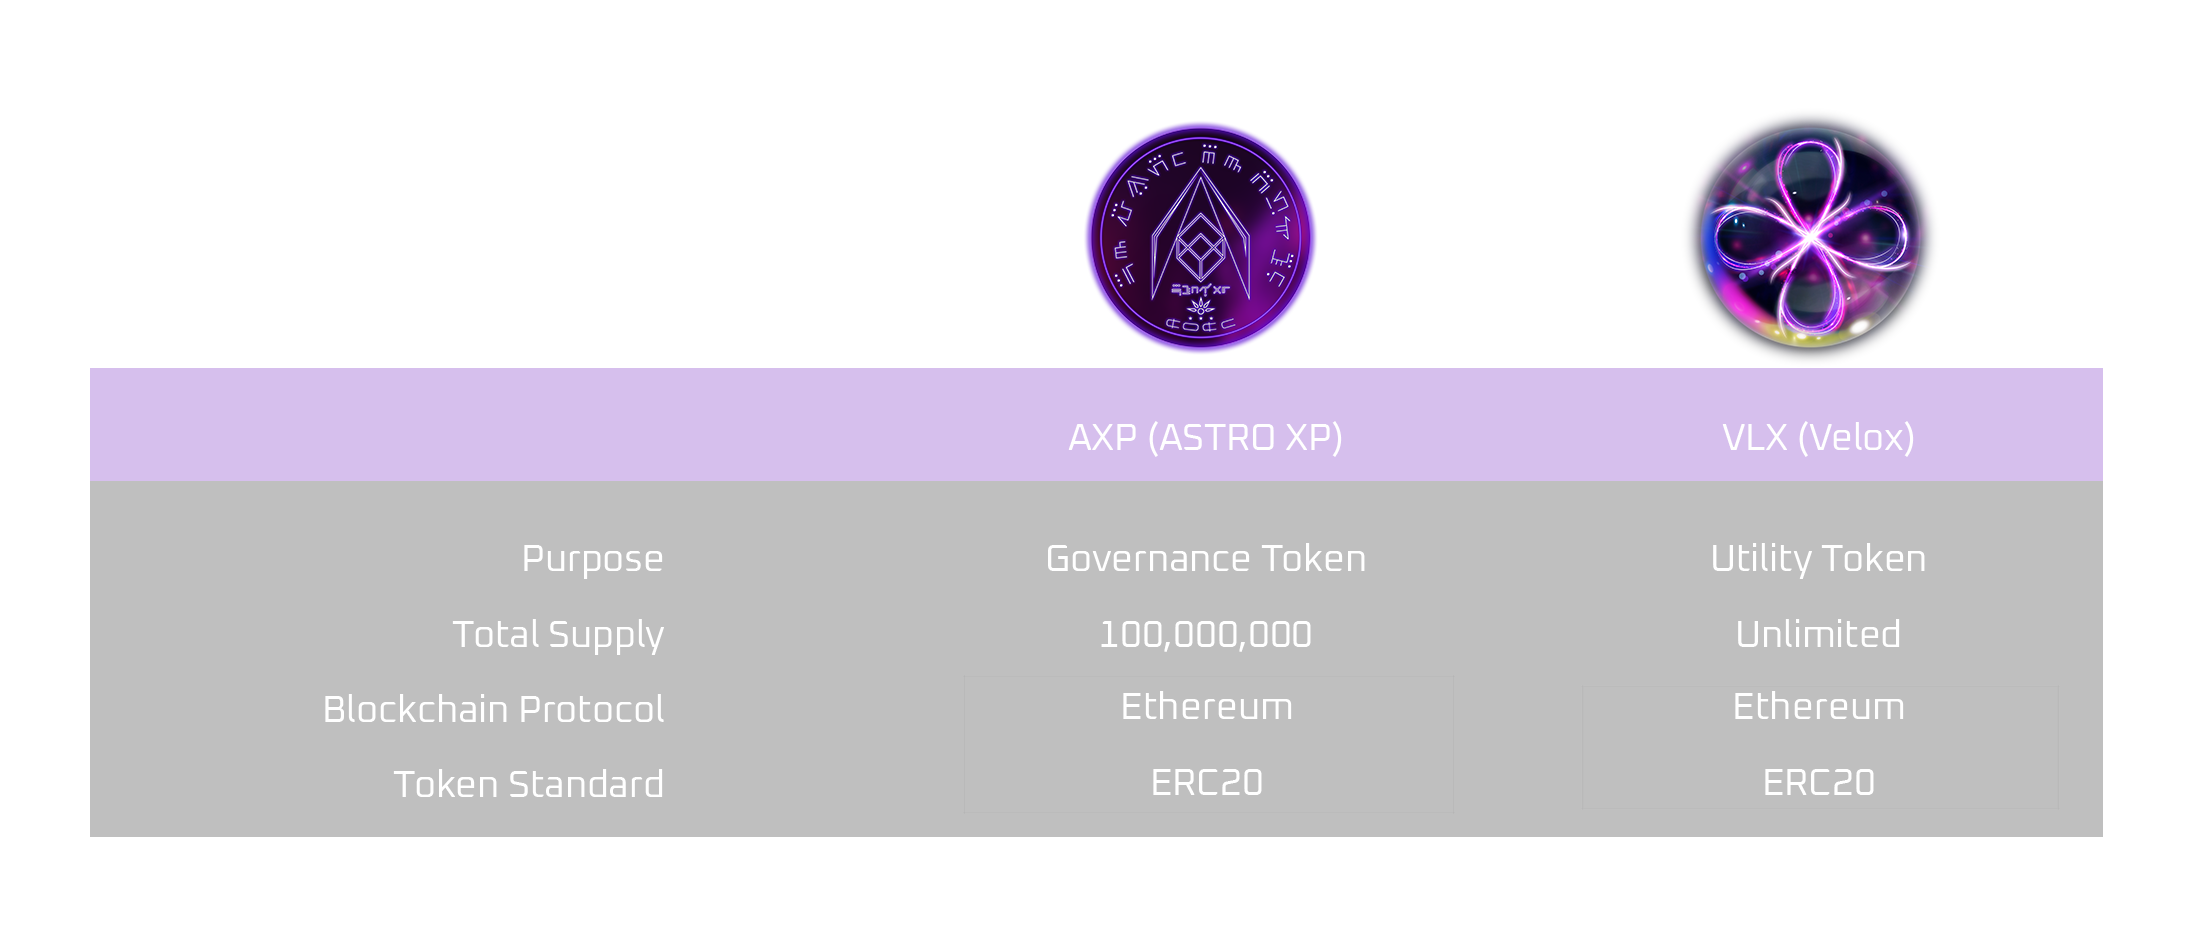 AXP (ASTRO XP) VLX (Velox)
Purpose Governance Token Utility Token
Total Supply 100,000,000 Unlimited
Blockchain Protocol Ethereum Ethereum
Token Standard ERC20 ERC20